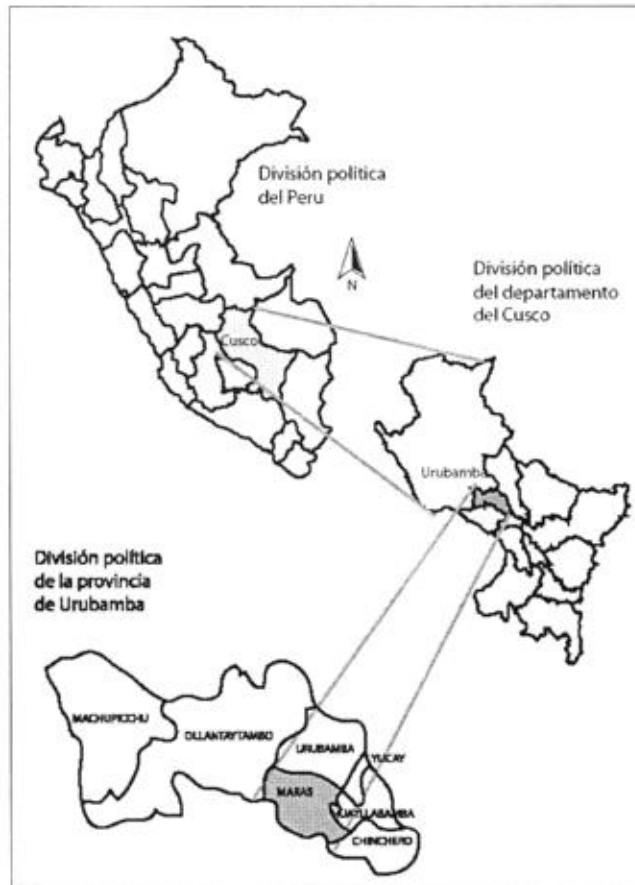 División política
del Peru
N
División política
del departamento
del Cusco
Cusco
Urubamba
División política
de la provincia
de Urubamba
MACHUPICCHU
OLLANTAYTAMBO
URUBAMBA
YUCAY
MARAS
HUAYLLABAMBA
CHINCHERO